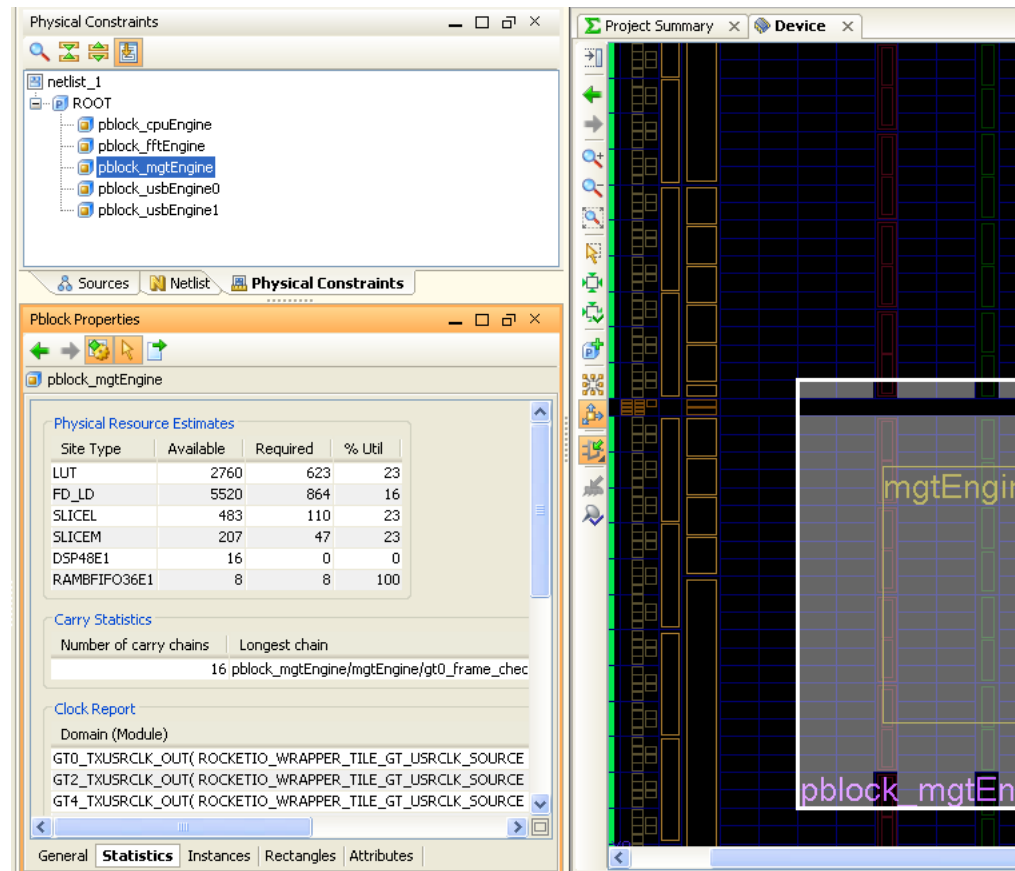 Physical Constraints
netlist_1
ROOT
pblock_cpuEngine
pblock_fftEngine
pblock_mgtEngine
pblock_usbEngine0
pblock_usbEngine1
Sources Netlist Physical Constraints
Pblock Properties
pblock_mgtEngine
Physical Resource Estimates
Site Type Available Required % Util
LUT 2760 623 23
FD_LD 5520 864 16
SLICEL 483 110 23
SLICEM 207 47 23
DSP48E1 16 0 0
RAMBFIFO36E1 8 8 100
Carry Statistics
Number of carry chains Longest chain
16 pblock_mgtEngine/mgtEngine/gt0_frame_chec
Clock Report
Domain (Module)
GT0_TXUSRCLK_OUT( ROCKETIO_WRAPPER_TILE_GT_USRCLK_SOURCE
GT2_TXUSRCLK_OUT( ROCKETIO_WRAPPER_TILE_GT_USRCLK_SOURCE
GT4_TXUSRCLK_OUT( ROCKETIO_WRAPPER_TILE_GT_USRCLK_SOURCE
General Statistics Instances Rectangles Attributes
Project Summary Device
mgtEngin
pblock_mgtEn